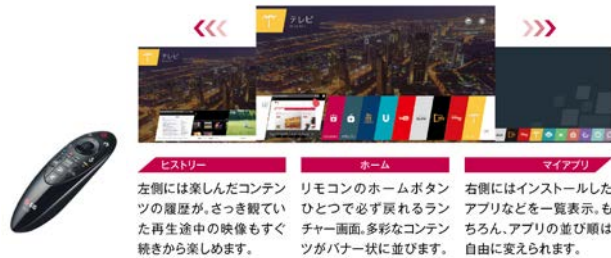 テレビ
ヒストリー
左側には楽しんだコンテン
ツの履歴が。さっき観てい
た再生途中の映像もすぐ
続きから楽しめます。
ホーム
リモコンのホームボタン
ひとつで必ず戻れるラン
チャー画面。多彩なコンテン
ツがバナー状に並びます。
マイアプリ
右側にはインストールした
アプリなどを一覧表示。も
ちろん、アプリの並び順は
自由に変えられます。